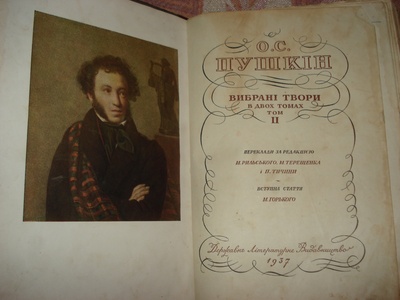 О.С.
ПУШКІН
ВИБРАНІ ТВОРИ
В ДВОХ ТОМАХ
ТОМ
II
ПЕРЕКЛАДИ ЗА РЕДАКЦІЄЮ
М. РИЛЬСЬКОГО, М. ТЕРЕЩЕНКА
І П. ТИЧИНИ
ВСТУПНА СТАТТЯ
М. ГОРЬКОГО
Державне Літературне Видавництво
1937